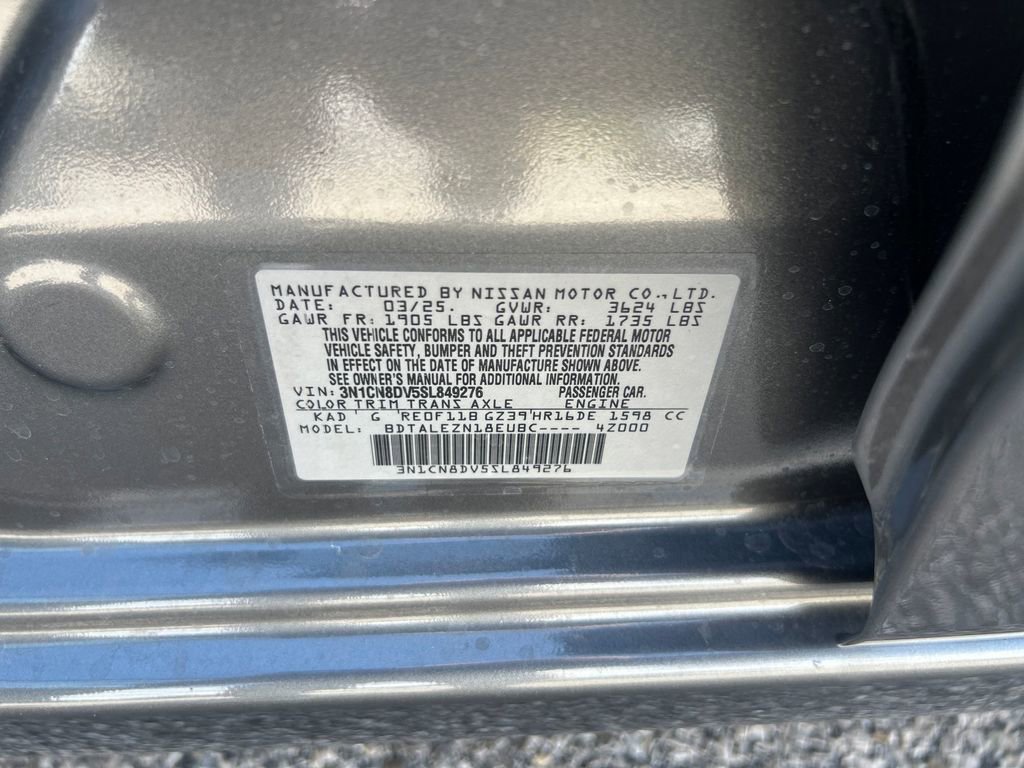 MANUFACTURED BY NISSAN MOTOR CO.,LTD.
DATE: 03/25. GVWR: 3624 LBS
GAWR FR: 1905 LBS GAWR RR: 1735 LBS
THIS VEHICLE CONFORMS TO ALL APPLICABLE FEDERAL MOTOR
VEHICLE SAFETY, BUMPER AND THEFT PREVENTION STANDARDS
IN EFFECT ON THE DATE OF MANUFACTURE SHOWN ABOVE.
SEE OWNER'S MANUAL FOR ADDITIONAL INFORMATION.
VIN: 3N1CN8DV5SL849276 PASSENGER CAR.
COLOR TRIM TRANS AXLE ENGINE
KAD ' G 'RE0F11B GZ39'HR16DE 1598 CC
MODEL: BDTALEZN18EUBC---- 4Z000
3N1CN8DV5SL849276